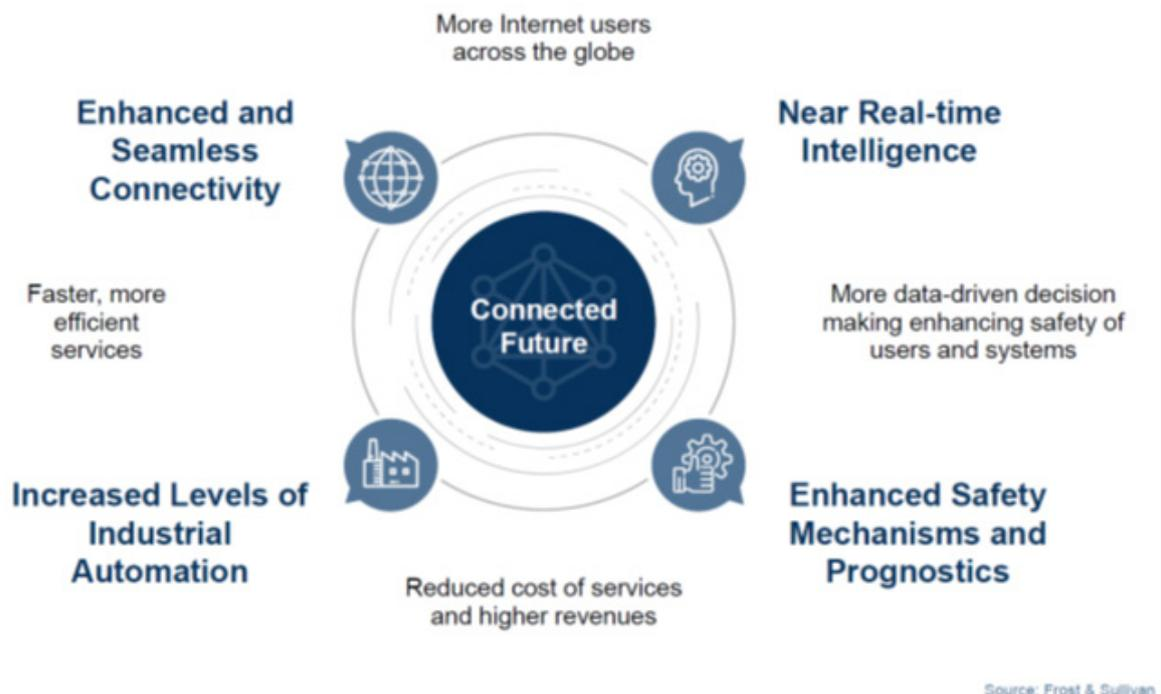 More Internet users
across the globe
Enhanced and
Seamless
Connectivity
Near Real-time
Intelligence
Faster, more
efficient
services
Connected
Future
More data-driven decision
making enhancing safety of
users and systems
Increased Levels of
Industrial
Automation
Enhanced Safety
Mechanisms and
Prognostics
Reduced cost of services
and higher revenues
Source: Frost & Sullivan